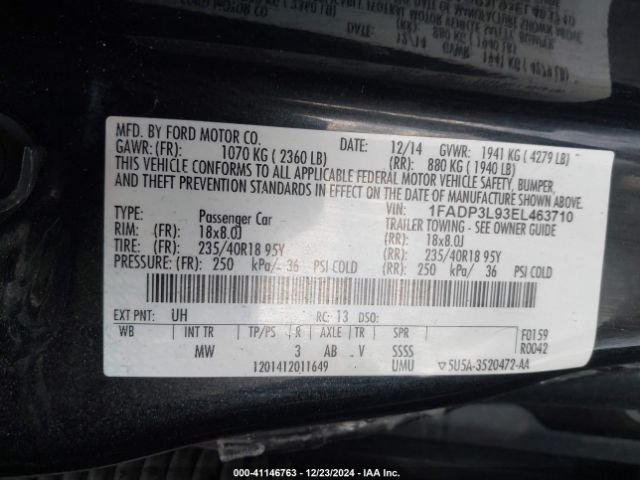 MFD. BY FORD MOTOR CO. DATE: 12/14 GVWR: 1941 KG ( 4279 LB)
GAWR: (FR): 1070 KG ( 2360 LB) (RR): 880 KG ( 1940 LB)
THIS VEHICLE CONFORMS TO ALL APPLICABLE FEDERAL MOTOR VEHICLE SAFETY, BUMPER,
AND THEFT PREVENTION STANDARDS IN EFFECT ON THE DATE OF MANUFACTURE SHOWN ABOVE.
VIN: 1FADP3L93EL463710
TYPE: Passenger Car TRAILER TOWING - SEE OWNER GUIDE
RIM: (FR): 18x8.0J (RR): 18x8.0J
TIRE: (FR): 235/40R18 95Y (RR): 235/40R18 95Y
PRESSURE: (FR): 250 kPa/ 36 PSI COLD (RR): 250 kPa/ 36 PSI COLD
EXT PNT: UH RC: 13 DSO:
WB INT TR TP/PS R AXLE TR SPR F0159
MW 3 AB V SSSS R0042
1201412011649 UMU ▽5U5A-3520472-AA
000-41146763 - 12/23/2024 - IAA Inc.